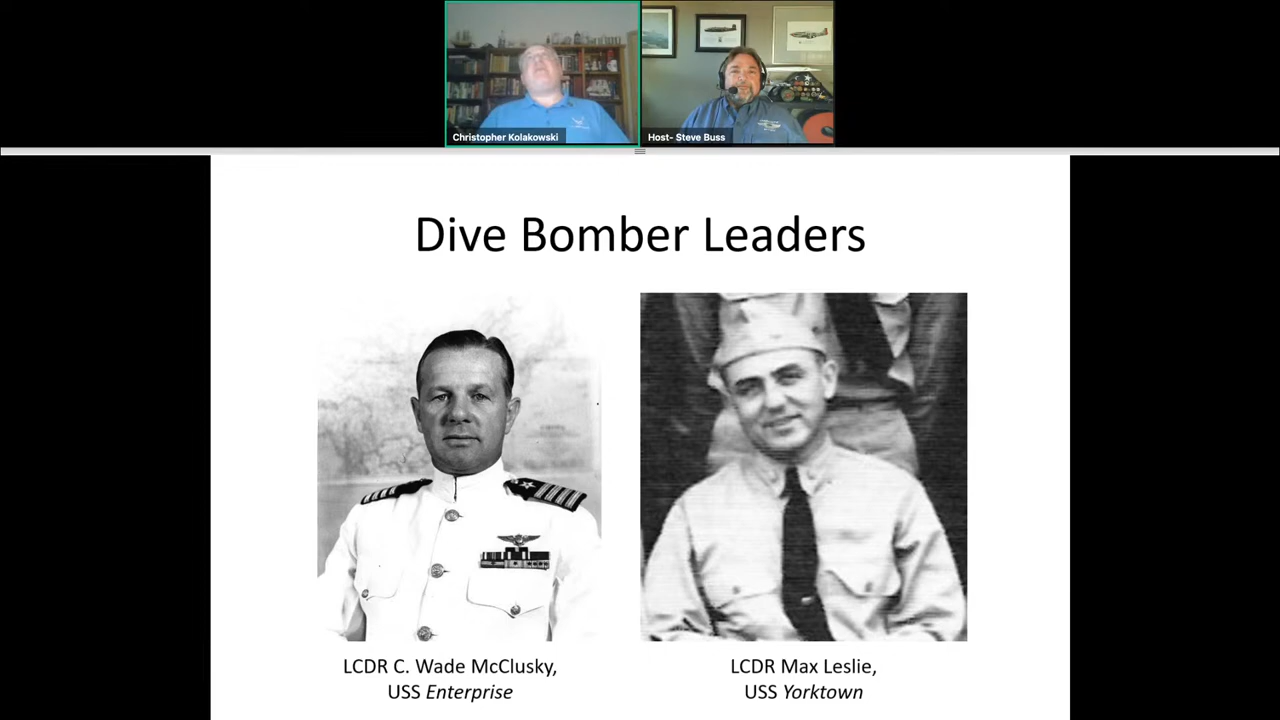 Christopher Kolakowski
Host- Steve Buss
Dive Bomber Leaders
LCDR C. Wade McClusky,
USS Enterprise
LCDR Max Leslie,
USS Yorktown